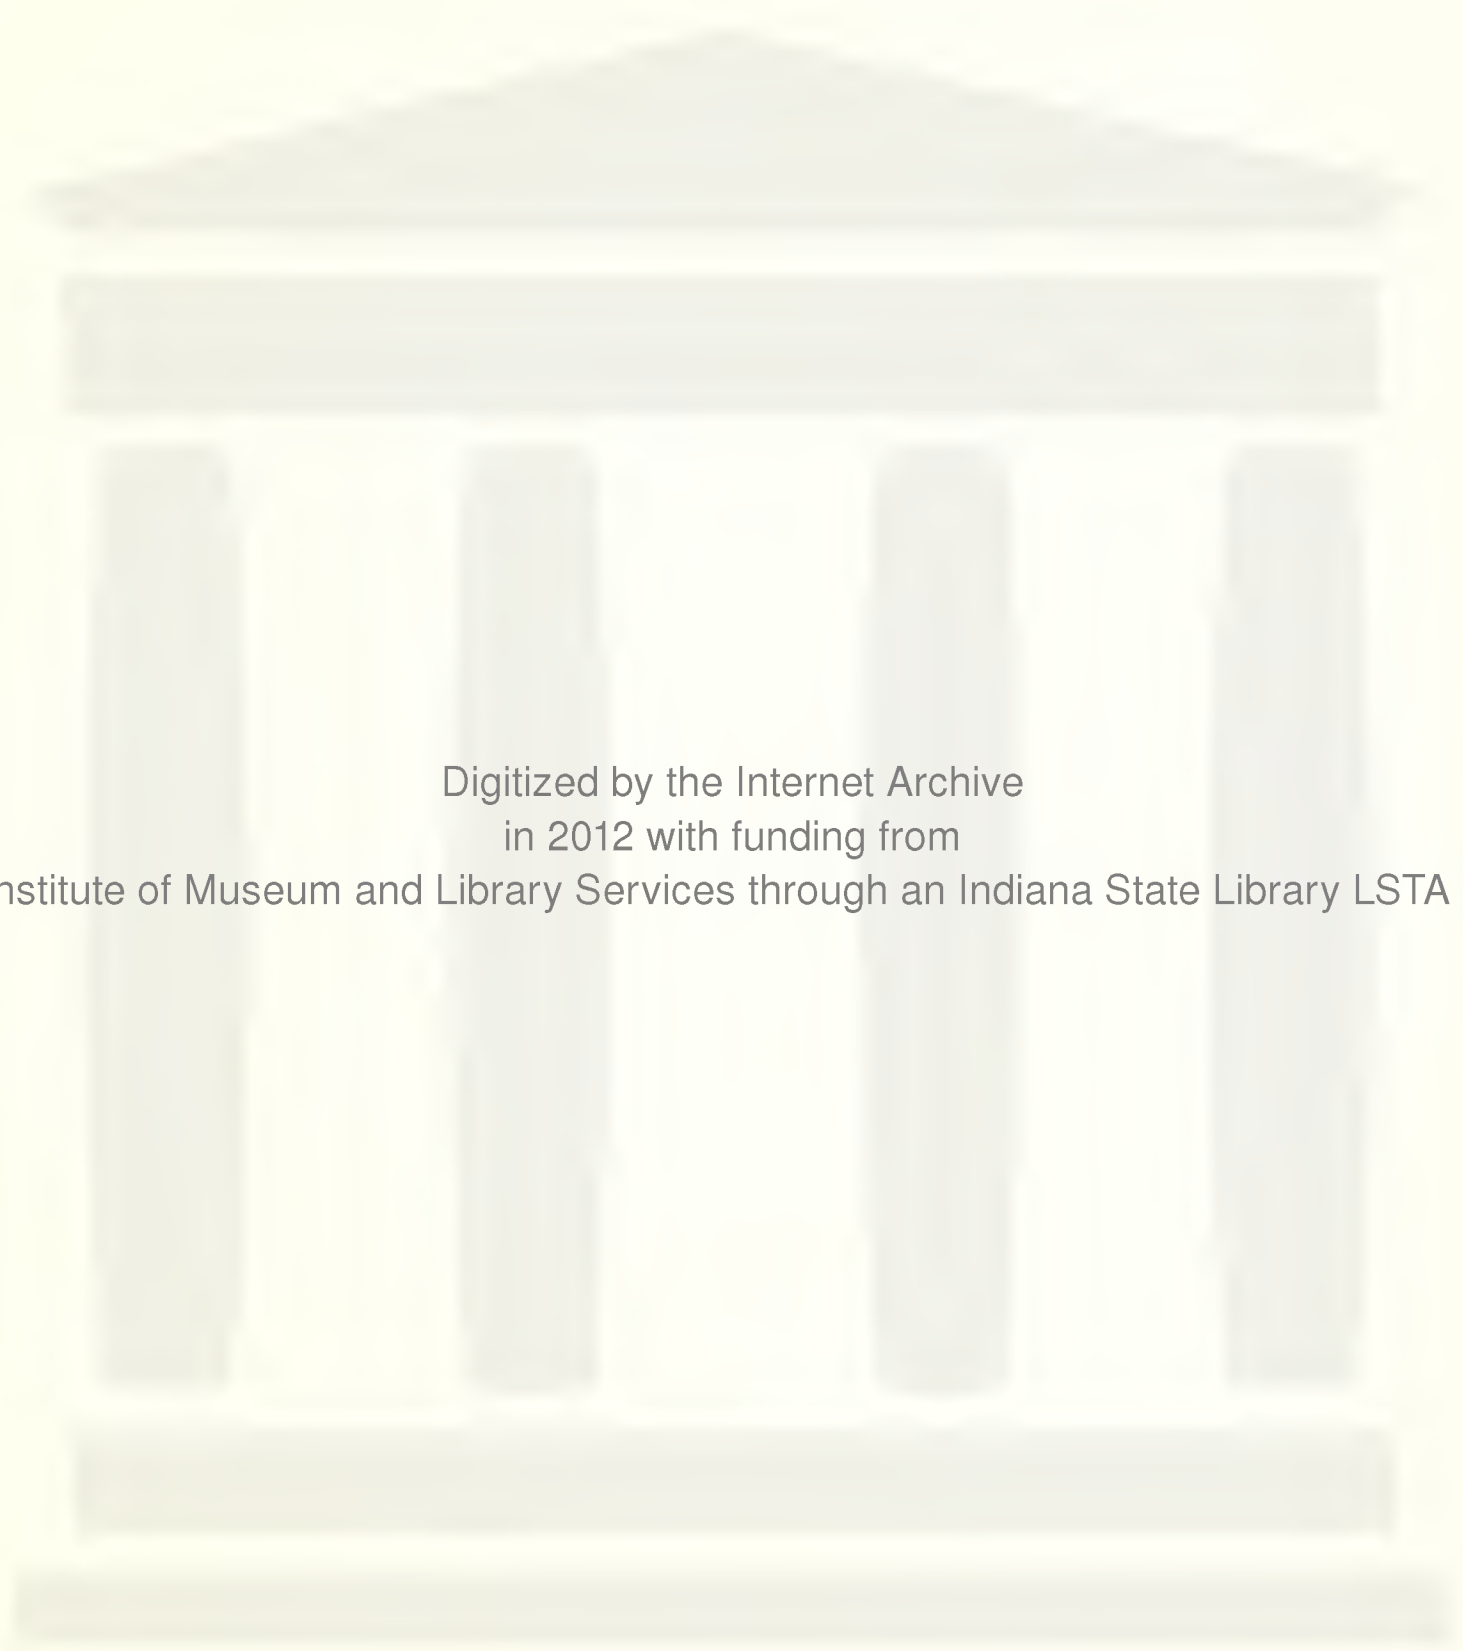 Digitized by the Internet Archive
in 2012 with funding from
nstitute of Museum and Library Services through an Indiana State Library LSTA